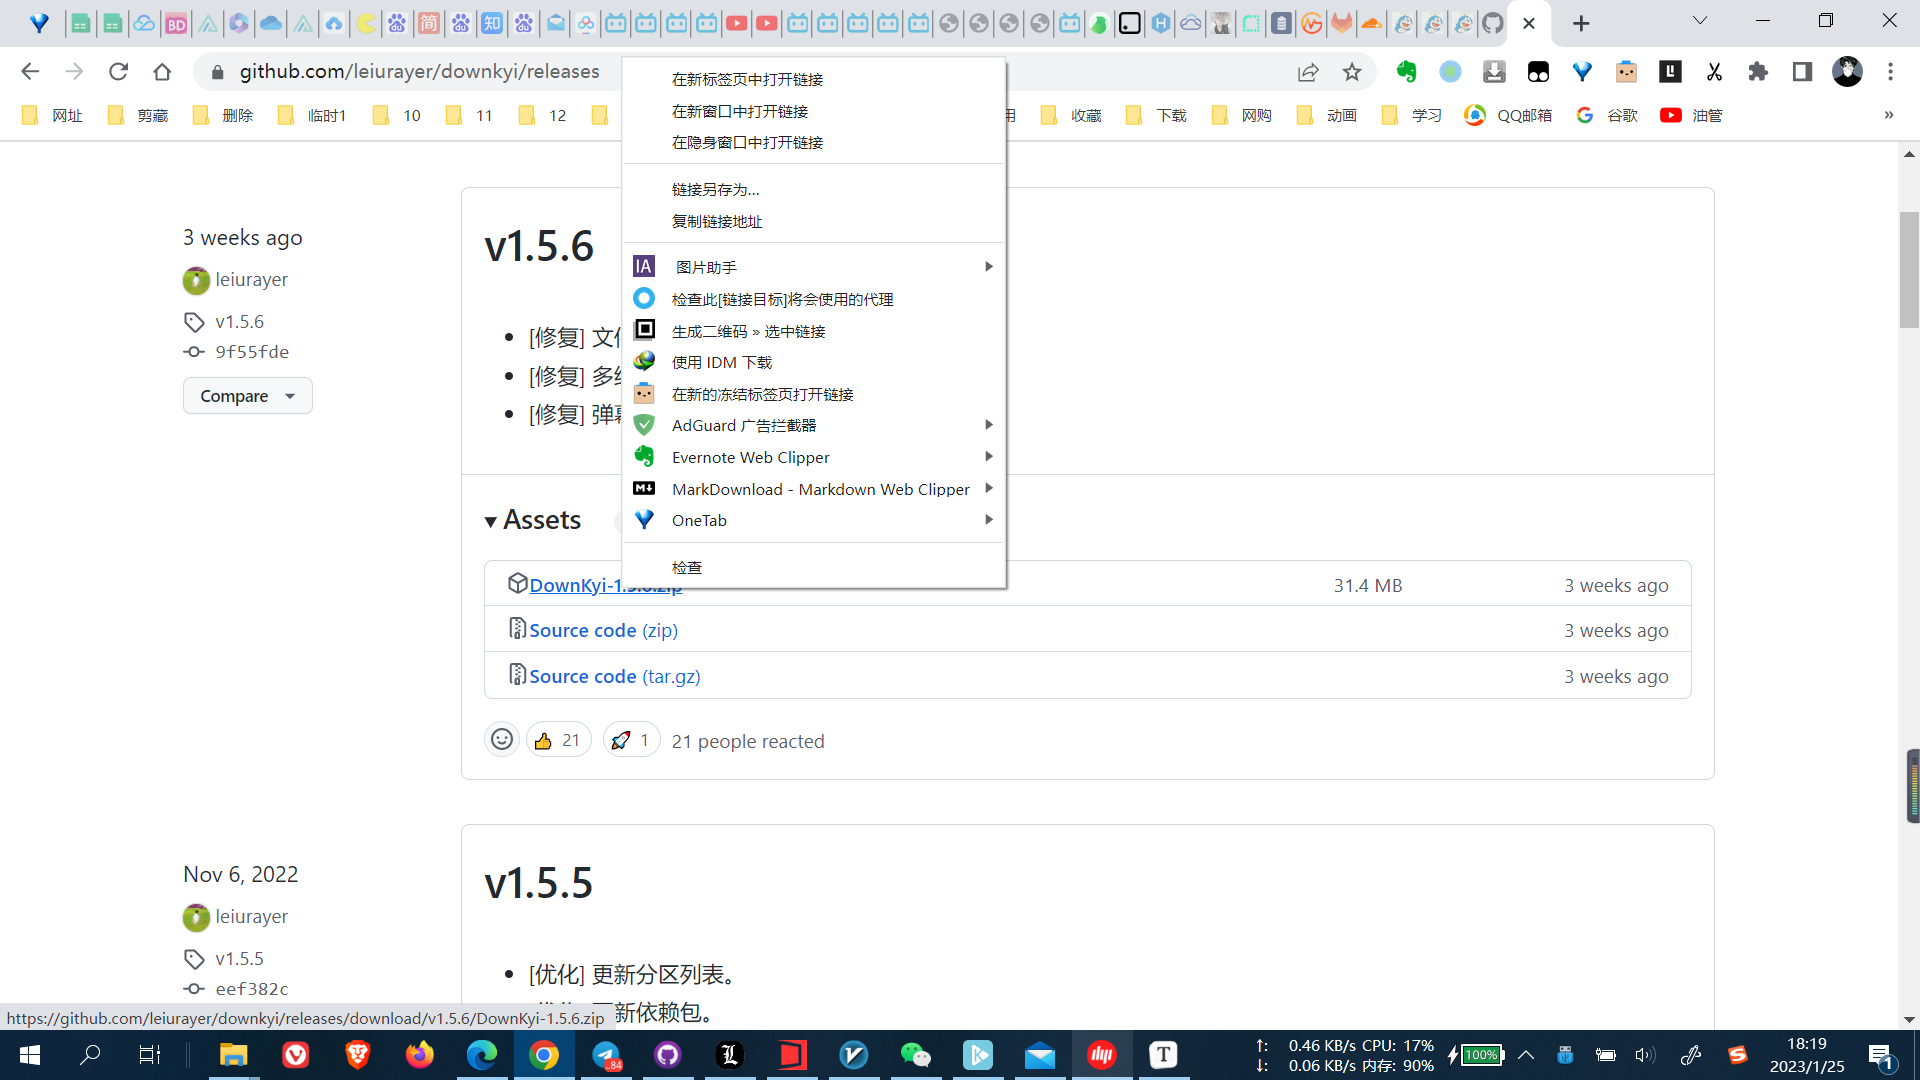 github.com/leiurayer/downkyi/releases
网址
剪藏
删除
临时1
10
11
12
用
收藏
下载
网购
动画
学习
QQ邮箱
谷歌
油管
»
在新标签页中打开链接
在新窗口中打开链接
在隐身窗口中打开链接
链接另存为...
复制链接地址
图片助手
检查此[链接目标]将会使用的代理
生成二维码 » 选中链接
使用 IDM 下载
在新的冻结标签页打开链接
AdGuard 广告拦截器
Evernote Web Clipper
MarkDownload - Markdown Web Clipper
OneTab
检查
3 weeks ago
leiurayer
v1.5.6
9f55fde
Compare
v1.5.6
[修复] 文
[修复] 多
[修复] 弹
Assets
DownKyi-1.5.6.zip
31.4 MB
3 weeks ago
Source code (zip)
3 weeks ago
Source code (tar.gz)
3 weeks ago
21
1
21 people reacted
Nov 6, 2022
leiurayer
v1.5.5
eef382c
v1.5.5
[优化] 更新分区列表。
新依赖包。
https://github.com/leiurayer/downkyi/releases/download/v1.5.6/DownKyi-1.5.6.zip
..84
↑: 0.46 KB/s CPU: 17%
↓: 0.06 KB/s 内存: 90%
100%
18:19
2023/1/25
1